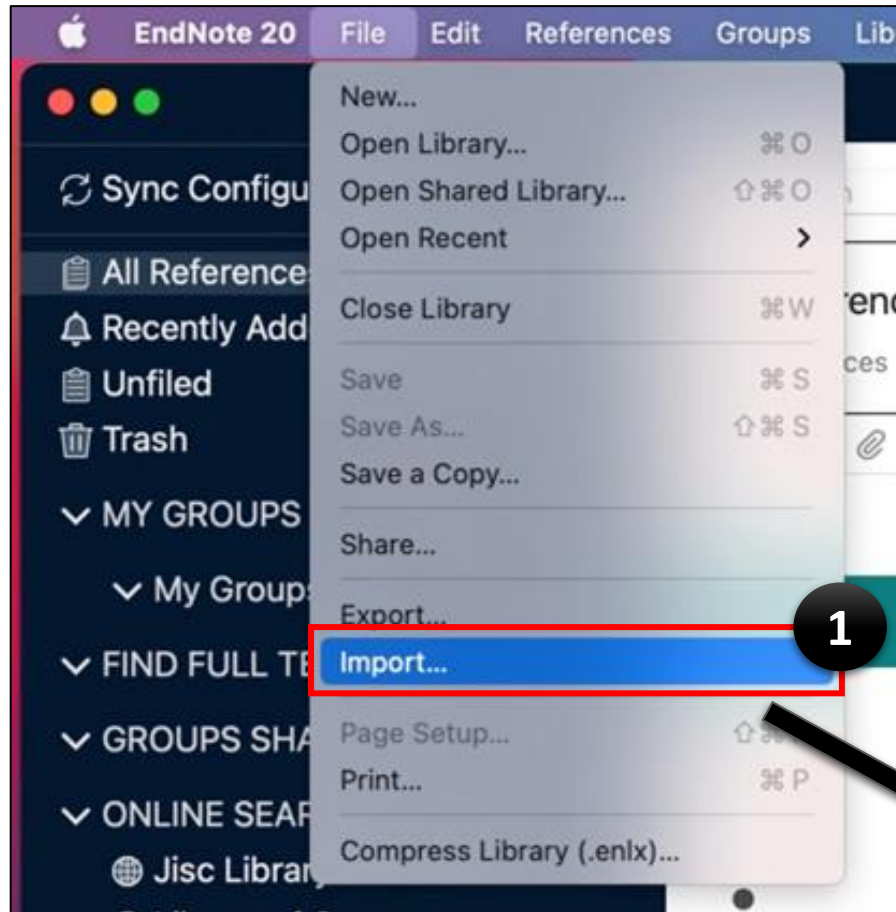 EndNote 20 File Edit References Groups Lib
New...
Open Library... ⌘ O
Open Shared Library... ⇧ ⌘ O
Open Recent >
Close Library ⌘ W
Save ⌘ S
Save As... ⇧ ⌘ S
Save a Copy...
Share...
Export...
Import...
1
Page Setup... ⇧ ⌘
Print... ⌘ P
Compress Library (.enlx)...
Sync Configu
All Reference
Recently Add
Unfiled
Trash
MY GROUPS
My Group
FIND FULL TE
GROUPS SHA
ONLINE SEAR
Jisc Librar
renc
ces